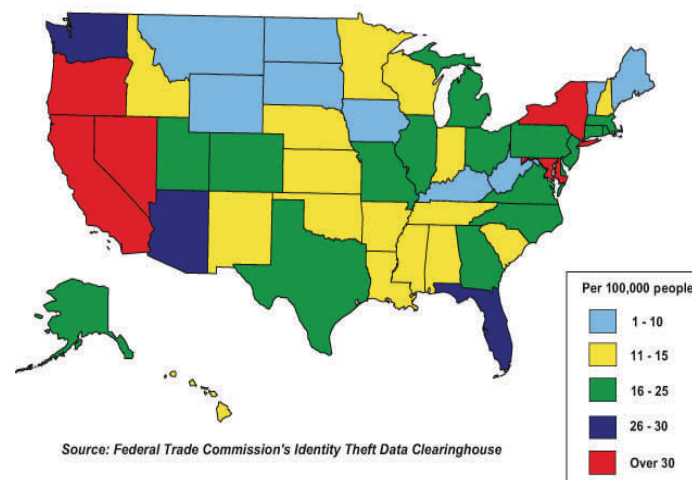 Per 100,000 people
1 - 10
11 - 15
16 - 25
26 - 30
Over 30
Source: Federal Trade Commission's Identity Theft Data Clearinghouse